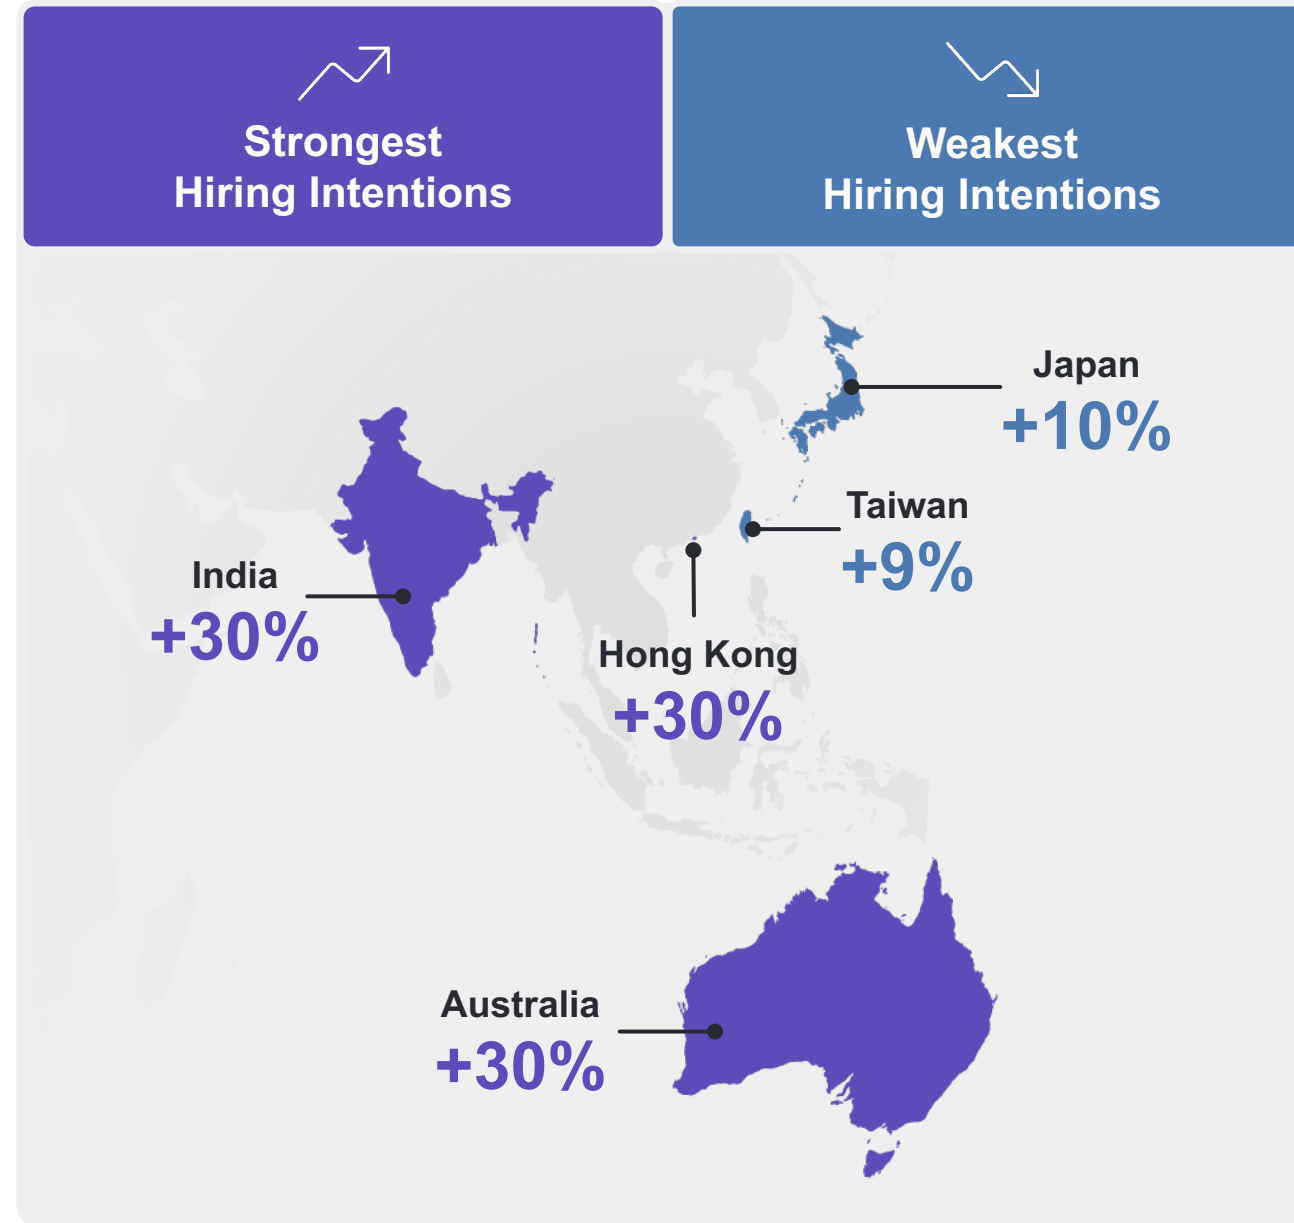 Strongest
Hiring Intentions
Weakest
Hiring Intentions
Japan
+10%
Taiwan
+9%
India
+30%
Hong Kong
+30%
Australia
+30%